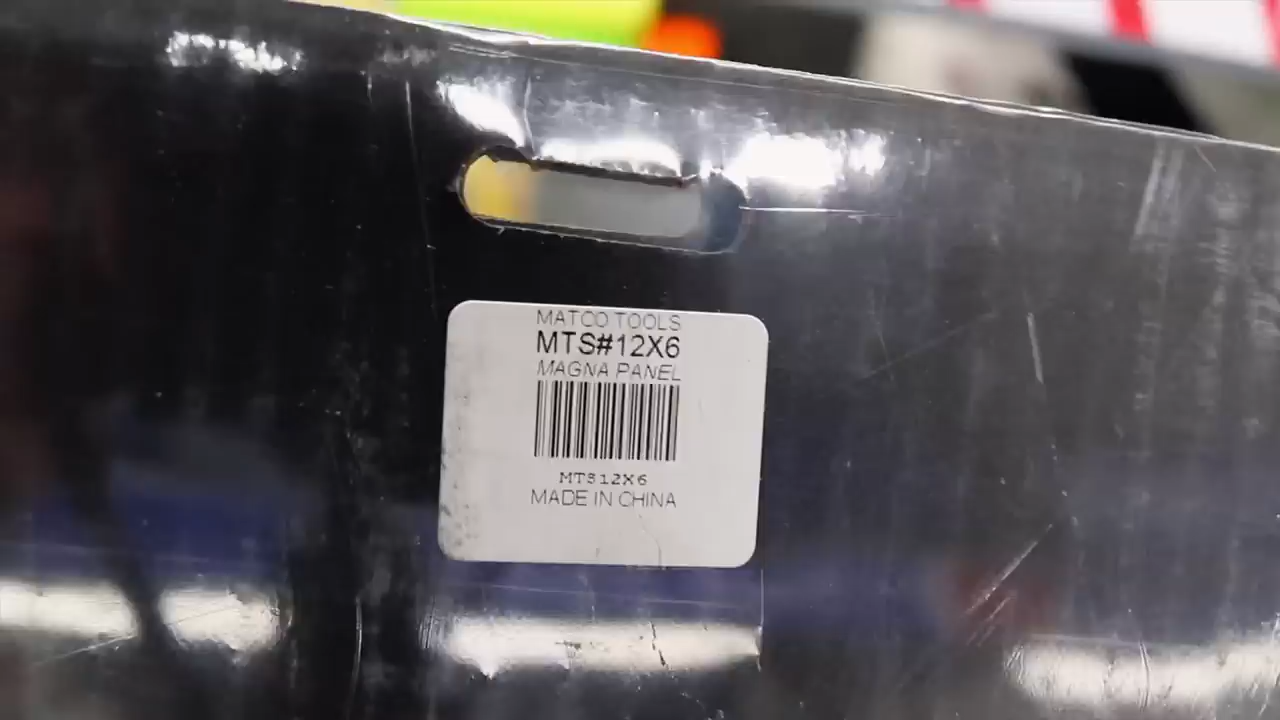 MATCO TOOLS
MTS#12X6
MAGNA PANEL
MTS12X6
MADE IN CHINA